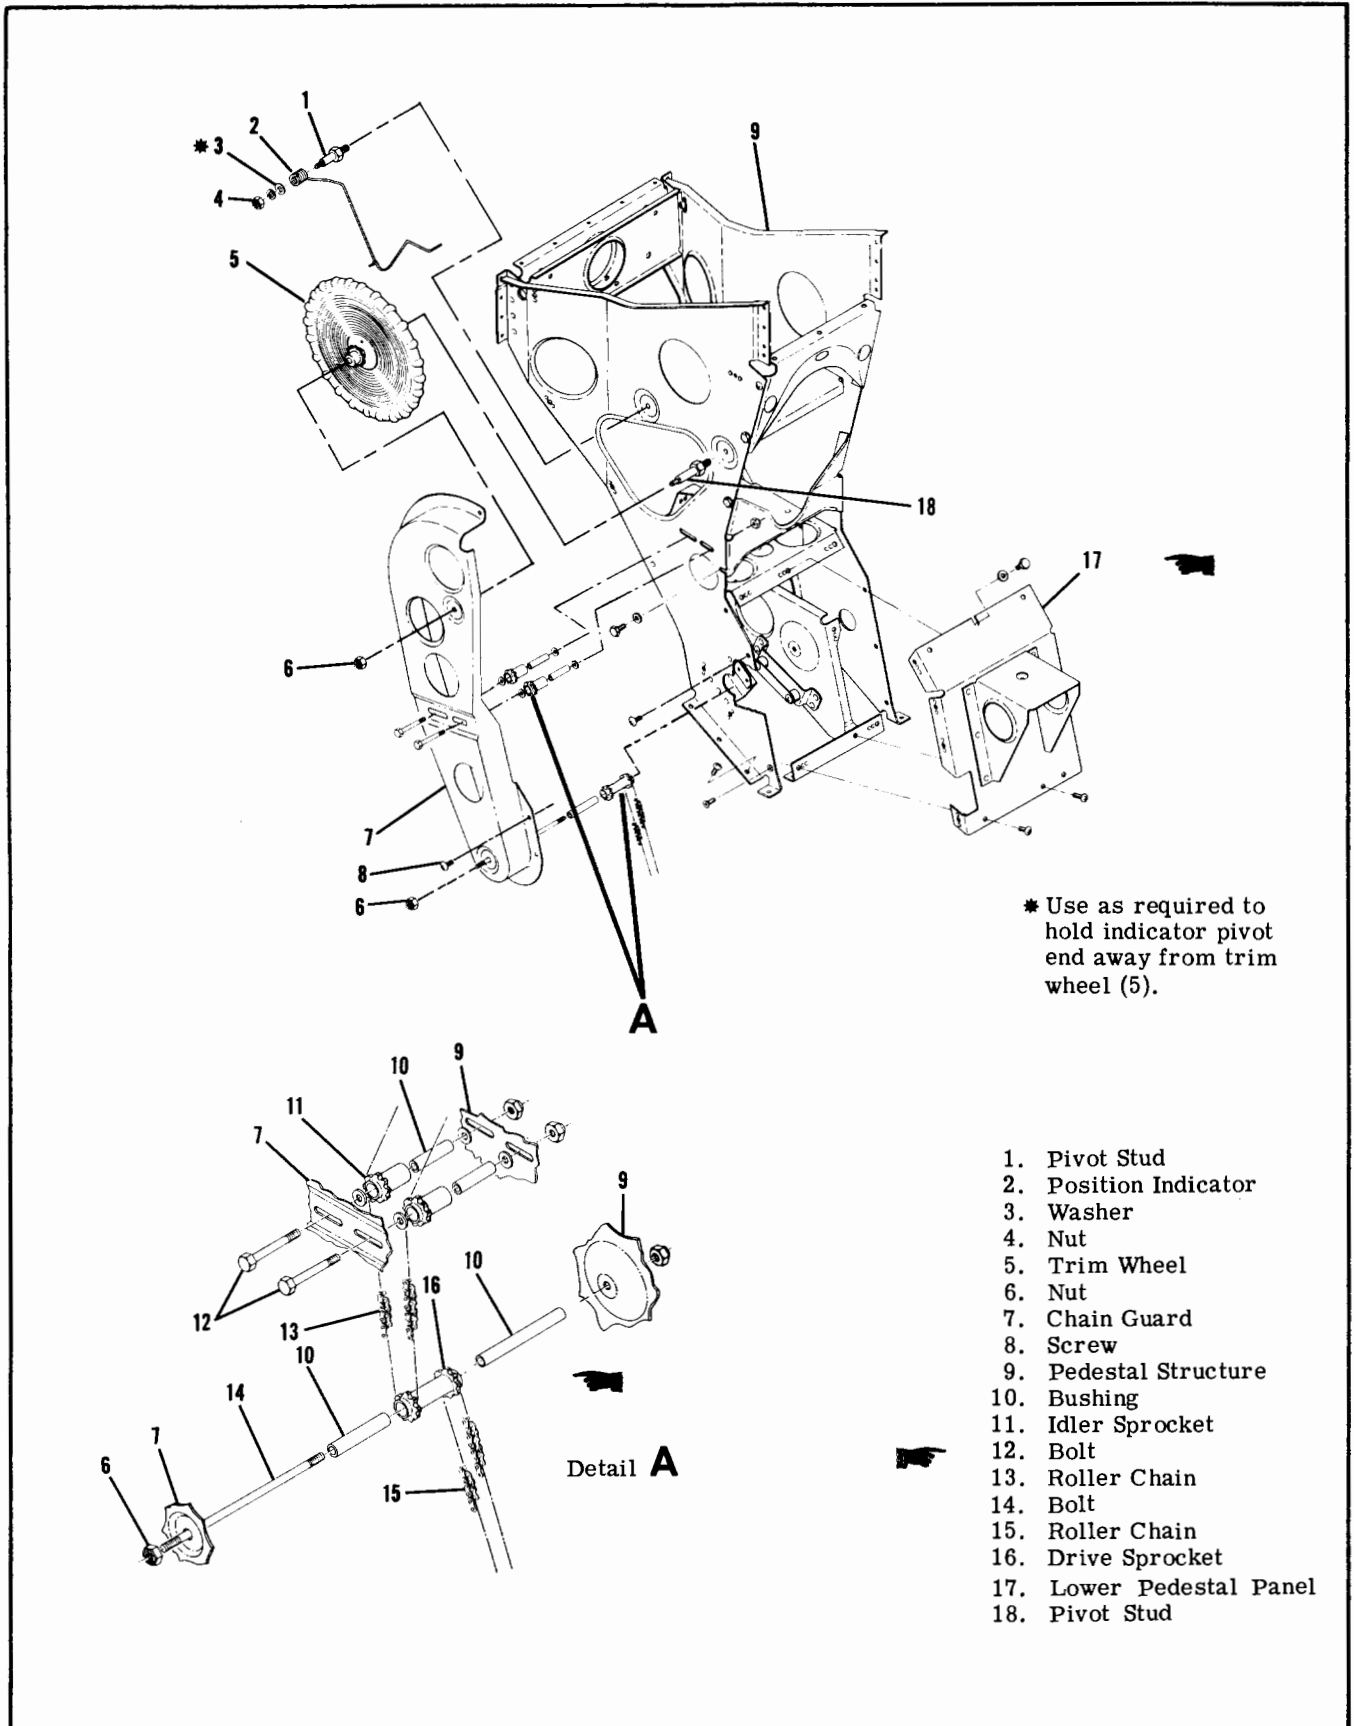 1
2
✷ 3
4
5
9
18
17
6
7
8
6
✷ Use as required to
hold indicator pivot
end away from trim
wheel (5).
A
10
9
11
7
9
10
16
12
13
10
14
7
6
15
Detail A
1. Pivot Stud
2. Position Indicator
3. Washer
4. Nut
5. Trim Wheel
6. Nut
7. Chain Guard
8. Screw
9. Pedestal Structure
10. Bushing
11. Idler Sprocket
12. Bolt
13. Roller Chain
14. Bolt
15. Roller Chain
16. Drive Sprocket
17. Lower Pedestal Panel
18. Pivot Stud